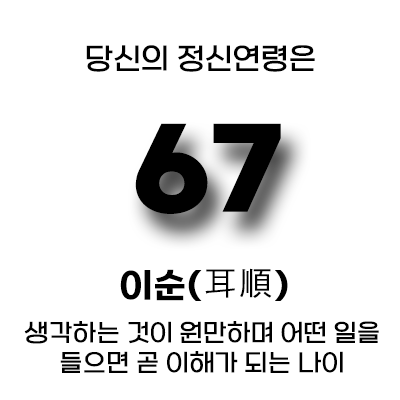 당신의 정신연령은
67
이순(耳順)
생각하는 것이 원만하며 어떤 일을
들으면 곧 이해가 되는 나이